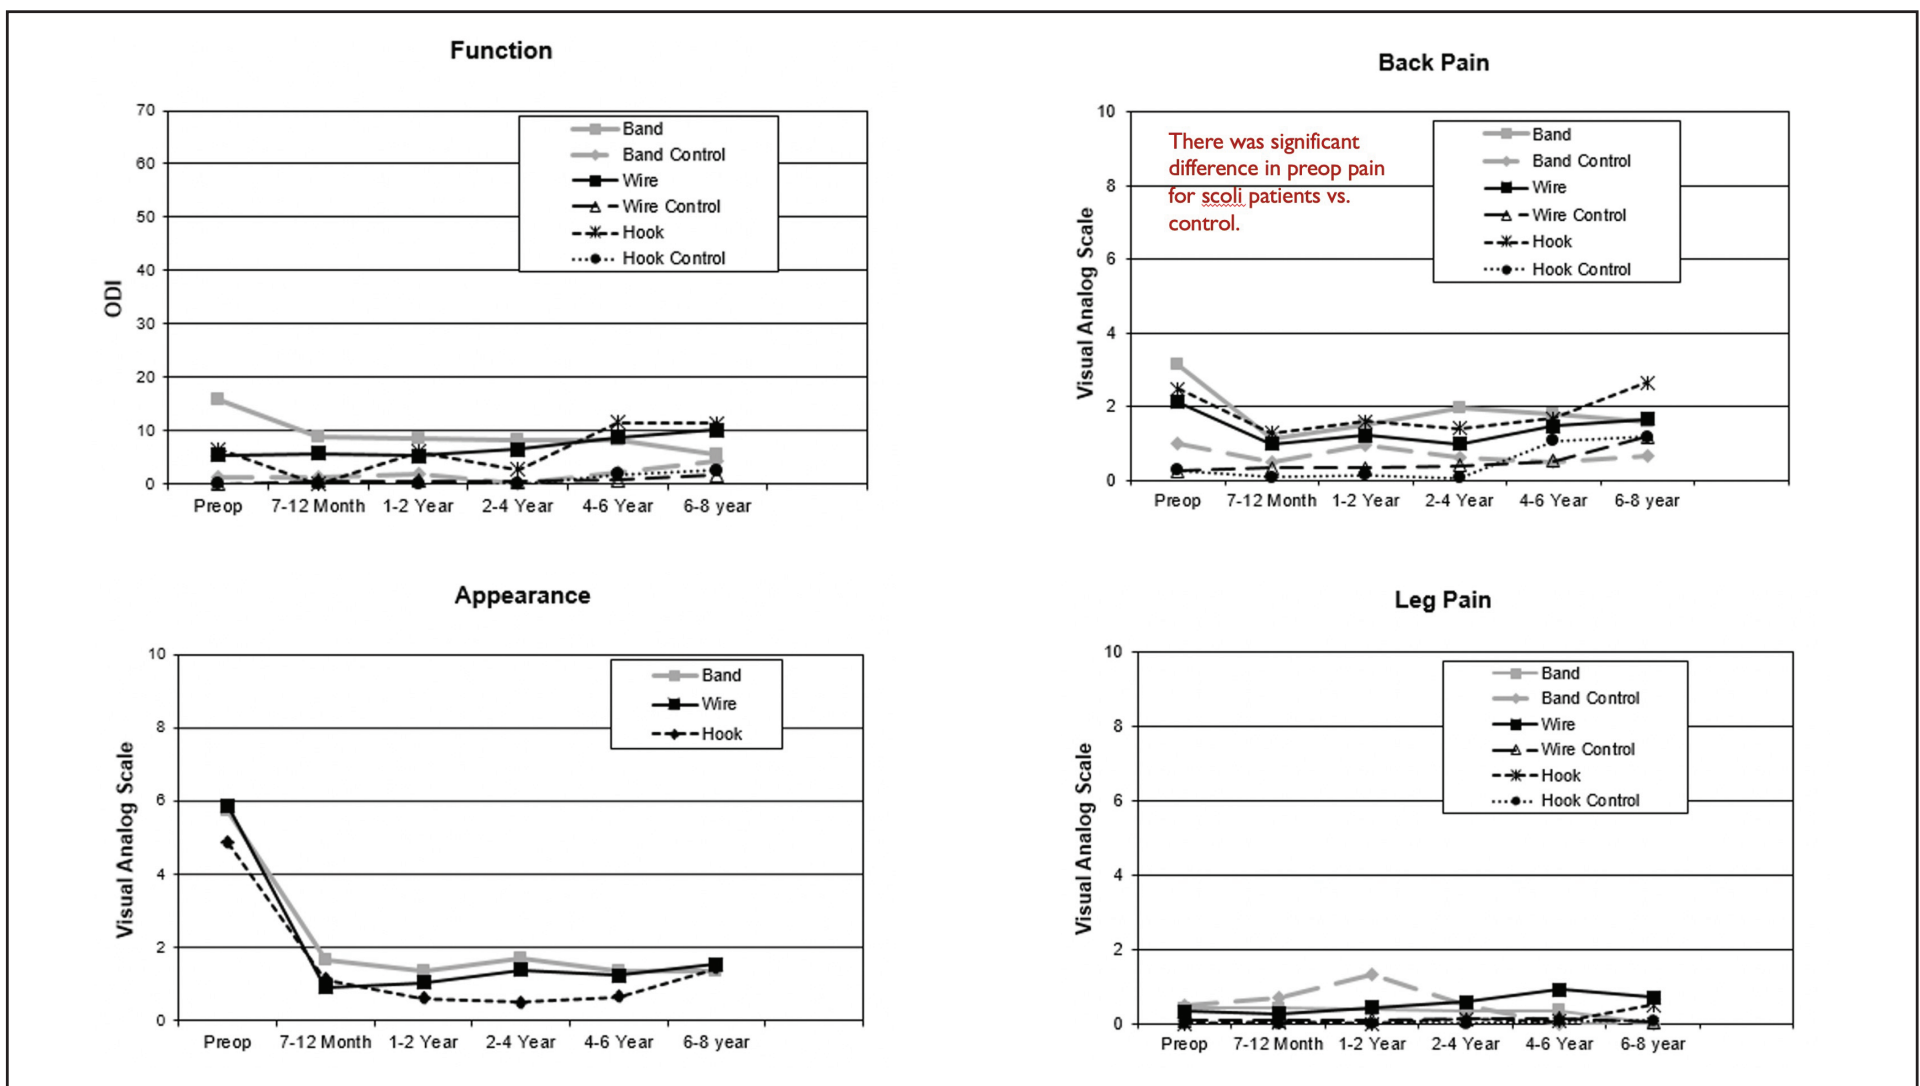 Function
70
60
50
40
30
20
10
0
ODI
Band
Band Control
Wire
Wire Control
Hook
Hook Control
Preop
7-12 Month
1-2 Year
2-4 Year
4-6 Year
6-8 year
Back Pain
10
8
6
4
2
0
Visual Analog Scale
There was significant
difference in preop pain
for scoli patients vs.
control.
Band
Band Control
Wire
Wire Control
Hook
Hook Control
Preop
7-12 Month
1-2 Year
2-4 Year
4-6 Year
6-8 year
Appearance
10
8
6
4
2
0
Visual Analog Scale
Band
Wire
Hook
Preop
7-12 Month
1-2 Year
2-4 Year
4-6 Year
6-8 year
Leg Pain
10
8
6
4
2
0
Visual Analog Scale
Band
Band Control
Wire
Wire Control
Hook
Hook Control
Preop
7-12 Month
1-2 Year
2-4 Year
4-6 Year
6-8 year